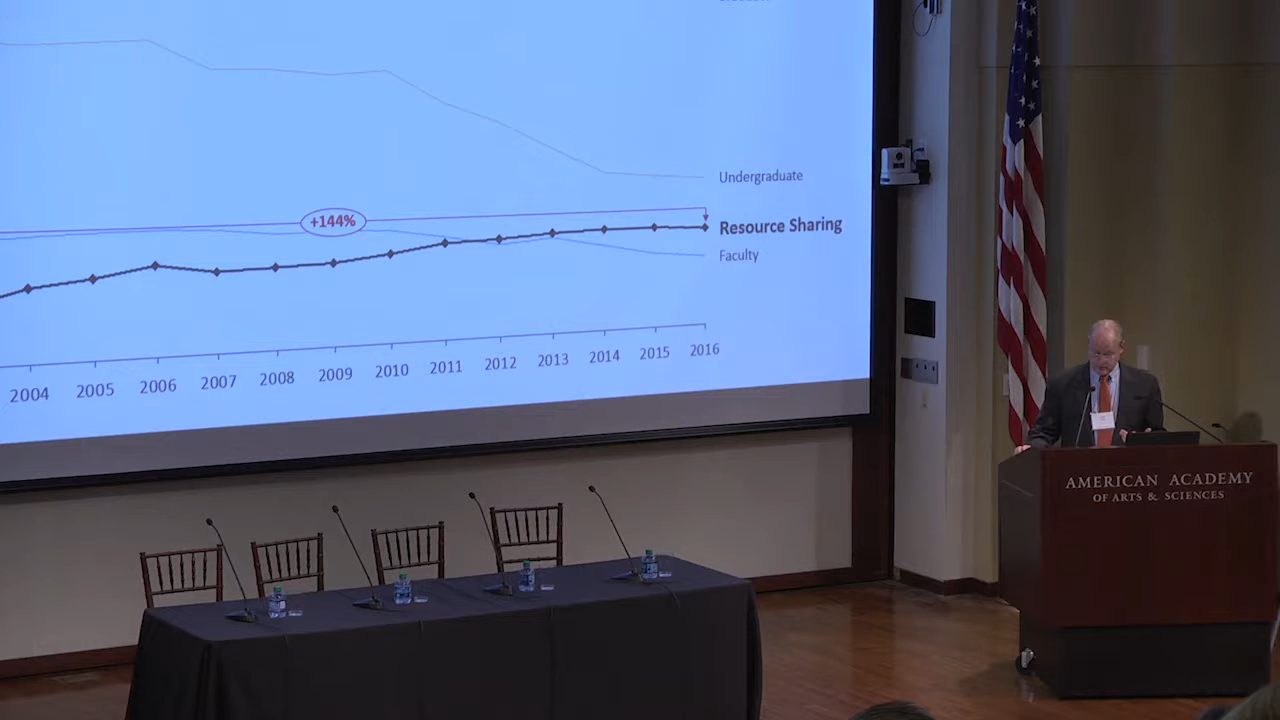 Undergraduate
+144%
Resource Sharing
Faculty
2004 2005 2006 2007 2008 2009 2010 2011 2012 2013 2014 2015 2016
AMERICAN ACADEMY
OF ARTS & SCIENCES